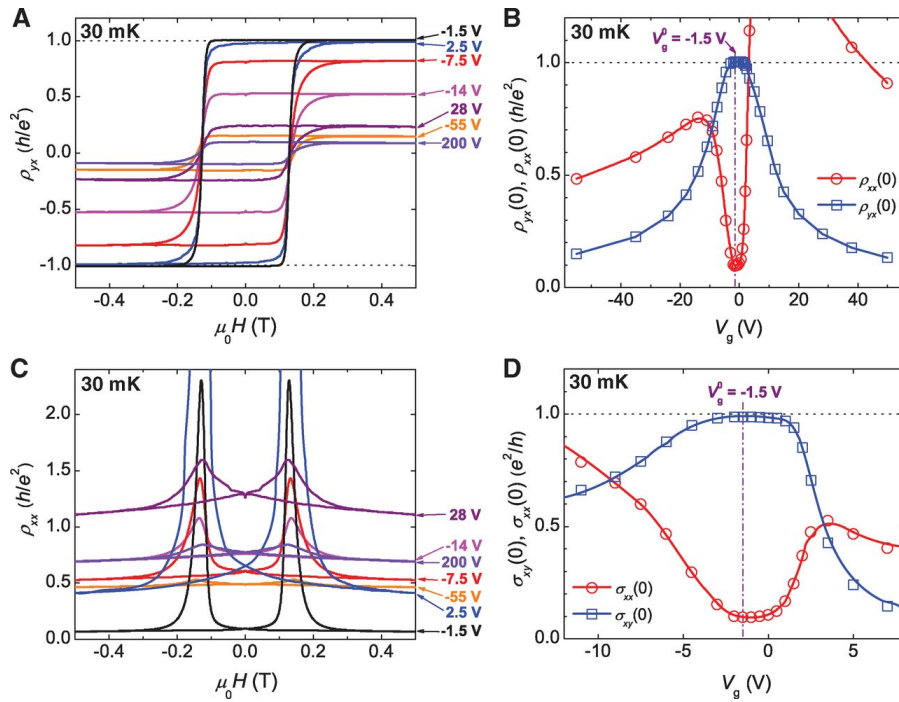 A
30 mK
-1.5 V
2.5 V
-7.5 V
-14 V
28 V
-55 V
200 V
1.0
0.5
0.0
-0.5
-1.0
ρyx (h/e²)
-0.4 -0.2 0.0 0.2 0.4
μ₀H (T)
B
30 mK
Vg⁰ = -1.5 V
1.0
0.5
0.0
ρyx(0), ρxx(0) (h/e²)
ρxx(0)
ρyx(0)
-40 -20 0 20 40
Vg (V)
C
30 mK
2.0
1.5
1.0
0.5
0.0
ρxx (h/e²)
28 V
-14 V
200 V
-7.5 V
-55 V
2.5 V
-1.5 V
-0.4 -0.2 0.0 0.2 0.4
μ₀H (T)
D
30 mK
Vg⁰ = -1.5 V
1.0
0.5
0.0
σxy(0), σxx(0) (e²/h)
σxx(0)
σxy(0)
-10 -5 0 5
Vg (V)